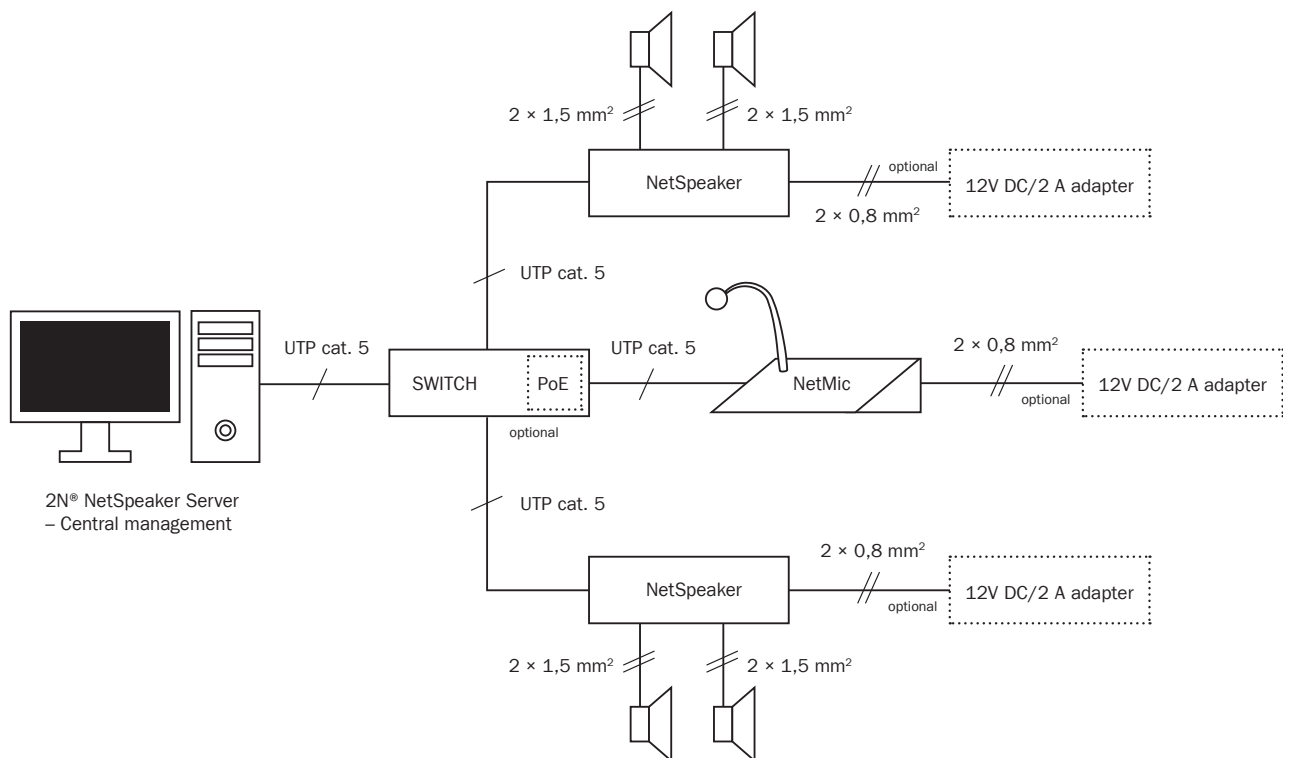 2 × 1,5 mm²
2 × 1,5 mm²
NetSpeaker
optional
12V DC/2 A adapter
2 × 0,8 mm²
UTP cat. 5
UTP cat. 5
SWITCH
PoE
optional
UTP cat. 5
NetMic
2 × 0,8 mm²
optional
12V DC/2 A adapter
2N® NetSpeaker Server
– Central management
UTP cat. 5
NetSpeaker
2 × 0,8 mm²
optional
12V DC/2 A adapter
2 × 1,5 mm²
2 × 1,5 mm²